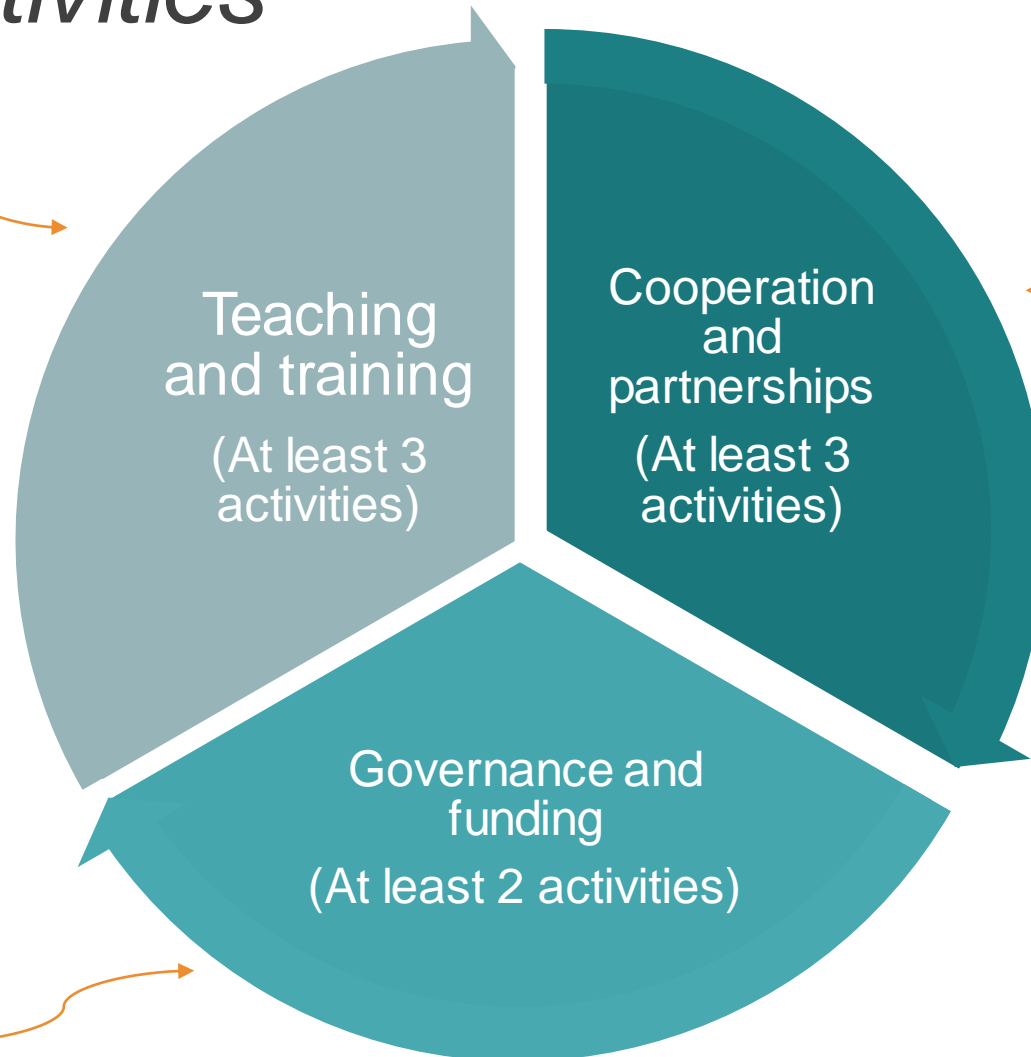 Teaching
and training
(At least 3
activities)
Cooperation
and
partnerships
(At least 3
activities)
Governance and
funding
(At least 2 activities)